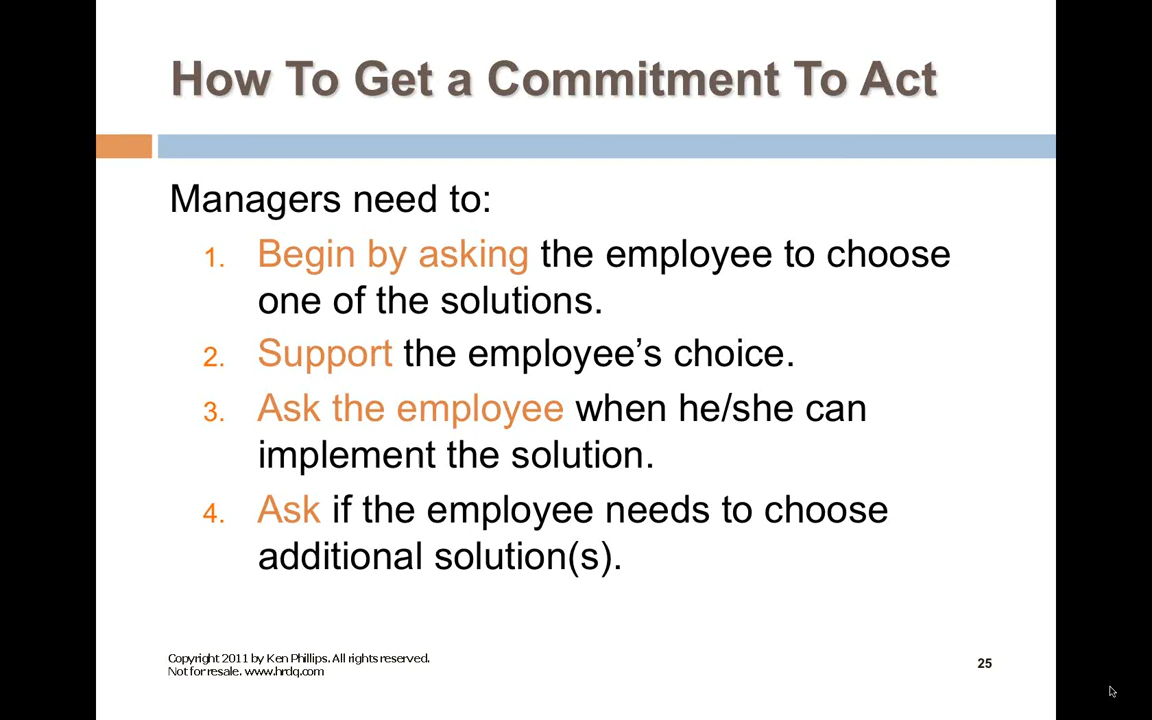 How To Get a Commitment To Act
Managers need to:
1. Begin by asking the employee to choose
one of the solutions.
2. Support the employee’s choice.
3. Ask the employee when he/she can
implement the solution.
4. Ask if the employee needs to choose
additional solution(s).
Copyright 2011 by Ken Phillips. All rights reserved.
Not for resale. www.hrdq.com
25